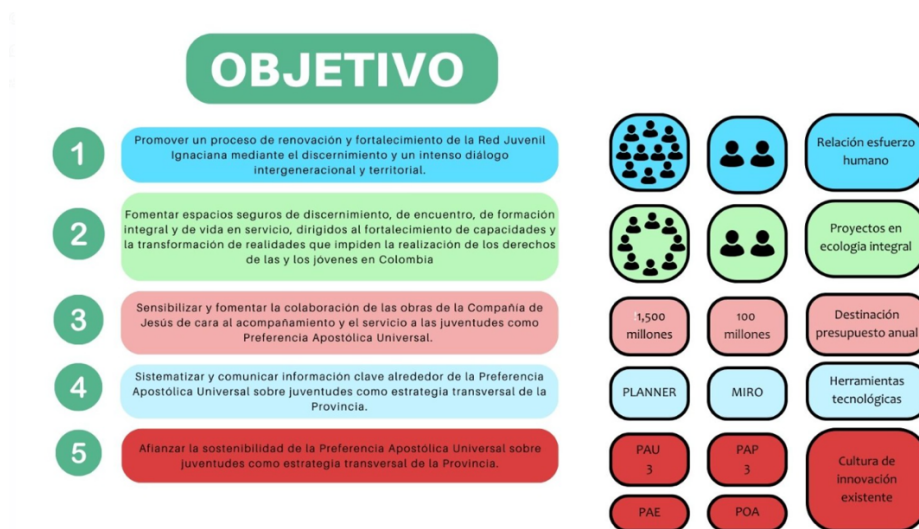 OBJETIVO
1
Promover un proceso de renovación y fortalecimiento de la Red Juvenil
Ignaciana mediante el discernimiento y un intenso diálogo
intergeneracional y territorial.
Relación esfuerzo
humano
2
Fomentar espacios seguros de discernimiento, de encuentro, de formación
integral y de vida en servicio, dirigidos al fortalecimiento de capacidades y
la transformación de realidades que impiden la realización de los derechos
de las y los jóvenes en Colombia
Proyectos en
ecologia integral
3
Sensibilizar y fomentar la colaboración de las obras de la Compañía de
Jesús de cara al acompañamiento y el servicio a las juventudes como
Preferencia Apostólica Universal.
1,500
millones
100
millones
Destinación
presupuesto anual
4
Sistematizar y comunicar información clave alrededor de la Preferencia
Apostólica Universal sobre juventudes como estrategia transversal de la
Provincia.
PLANNER
MIRO
Herramientas
tecnológicas
5
Afianzar la sostenibilidad de la Preferencia Apostólica Universal sobre
juventudes como estrategia transversal de la Provincia.
PAU
3
PAP
3
Cultura de
innovación
existente
PAE
POA